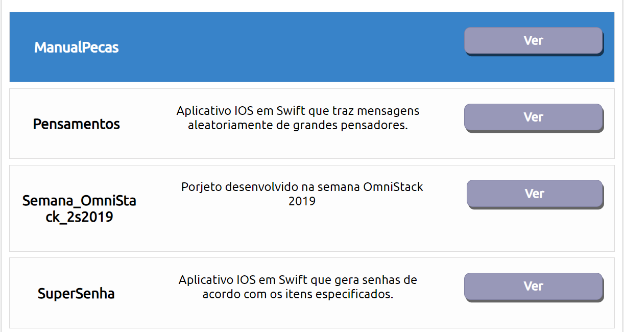 ManualPecas
Ver
Pensamentos
Aplicativo IOS em Swift que traz mensagens
aleatoriamente de grandes pensadores.
Ver
Semana_OmniSta
ck_2s2019
Porjeto desenvolvido na semana OmniStack
2019
Ver
SuperSenha
Aplicativo IOS em Swift que gera senhas de
acordo com os itens especificados.
Ver